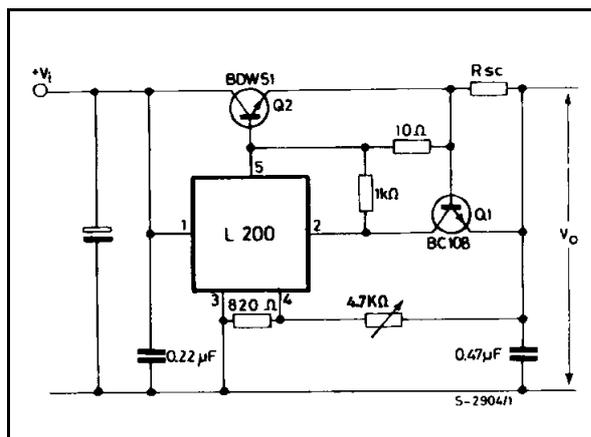 +Vi
BDW51
Q2
Rsc
10Ω
5
1kΩ
1
L 200
2
Q1
BC108
Vo
3
820 Ω
4
4.7KΩ
0.22µF
0.47µF
S-2904/1